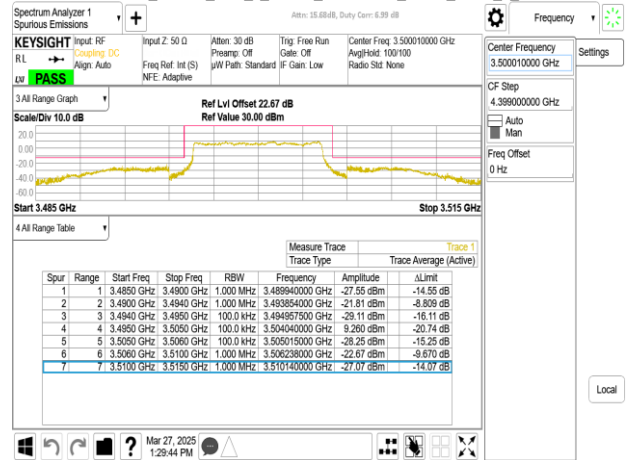 Spectrum Analyzer 1
Spurious Emissions
Attn: 15.68dB, Duty Corr: 6.99 dB
Frequency
KEYSIGHT
RL
PASS
Input: RF
Coupling: DC
Align: Auto
Input Z: 50 Ω
Freq Ref: Int (S)
NFE: Adaptive
Atten: 30 dB
Preamp: Off
µW Path: Standard
Trig: Free Run
Gate: Off
IF Gain: Low
Center Freq: 3.500010000 GHz
Avg|Hold: 100/100
Radio Std: None
Center Frequency
3.500010000 GHz
Settings
CF Step
4.399000000 GHz
Auto
Man
Freq Offset
0 Hz
3 All Range Graph
Scale/Div 10.0 dB
Ref Lvl Offset 22.67 dB
Ref Value 30.00 dBm
20.0
0.00
-20.0
-40.0
-60.0
Start 3.485 GHz
Stop 3.515 GHz
4 All Range Table
Measure Trace Trace 1
Trace Type Trace Average (Active)
Spur Range Start Freq Stop Freq RBW Frequency Amplitude ΔLimit
1 1 3.4850 GHz 3.4900 GHz 1.000 MHz 3.489940000 GHz -27.55 dBm -14.55 dB
2 2 3.4900 GHz 3.4940 GHz 1.000 MHz 3.493854000 GHz -21.81 dBm -8.809 dB
3 3 3.4940 GHz 3.4950 GHz 100.0 kHz 3.494957500 GHz -29.11 dBm -16.11 dB
4 4 3.4950 GHz 3.5050 GHz 100.0 kHz 3.504040000 GHz 9.260 dBm -20.74 dB
5 5 3.5050 GHz 3.5060 GHz 100.0 kHz 3.505015000 GHz -28.25 dBm -15.25 dB
6 6 3.5060 GHz 3.5100 GHz 1.000 MHz 3.506238000 GHz -22.67 dBm -9.670 dB
7 7 3.5100 GHz 3.5150 GHz 1.000 MHz 3.510140000 GHz -27.07 dBm -14.07 dB
Local
Mar 27, 2025
1:29:44 PM